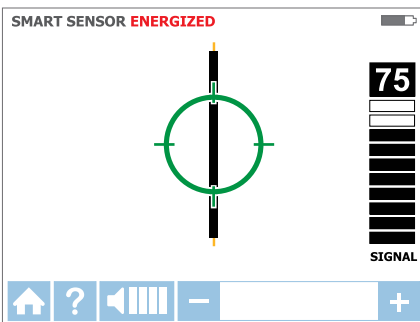 SMART SENSOR ENERGIZED
75
SIGNAL
?
− +